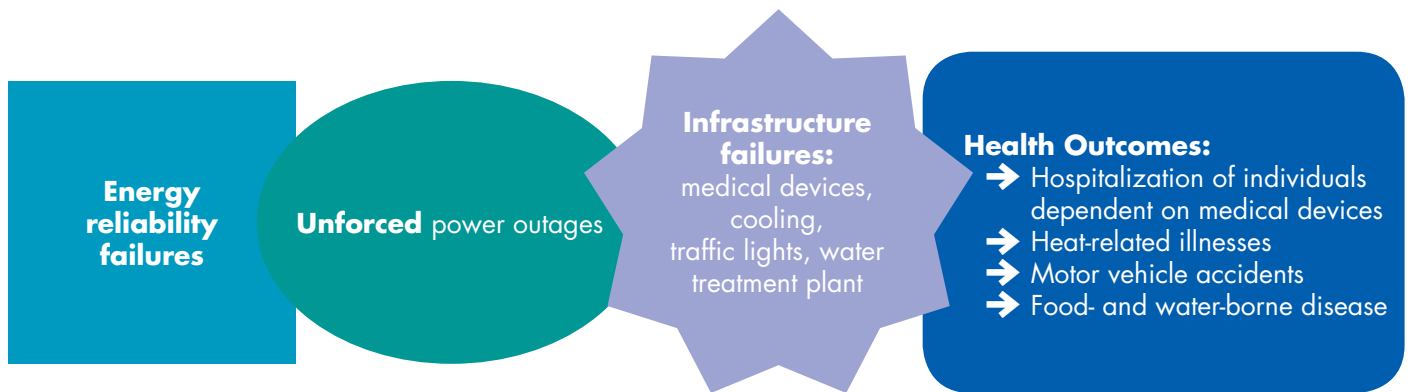 Energy
reliability
failures
Unforced power outages
Infrastructure
failures:
medical devices,
cooling,
traffic lights, water
treatment plant
Health Outcomes:
→ Hospitalization of individuals
dependent on medical devices
→ Heat-related illnesses
→ Motor vehicle accidents
→ Food- and water-borne disease